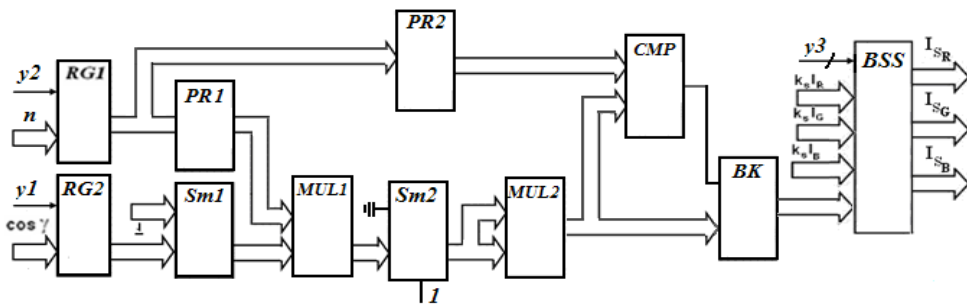 y2
RG1
n
PR1
PR2
CMP
y3
BSS
k_s I_R
k_s I_G
k_s I_B
I_{S_R}
I_{S_G}
I_{S_B}
y1
RG2
cos γ
Sm1
1
MUL1
Sm2
1
MUL2
BK